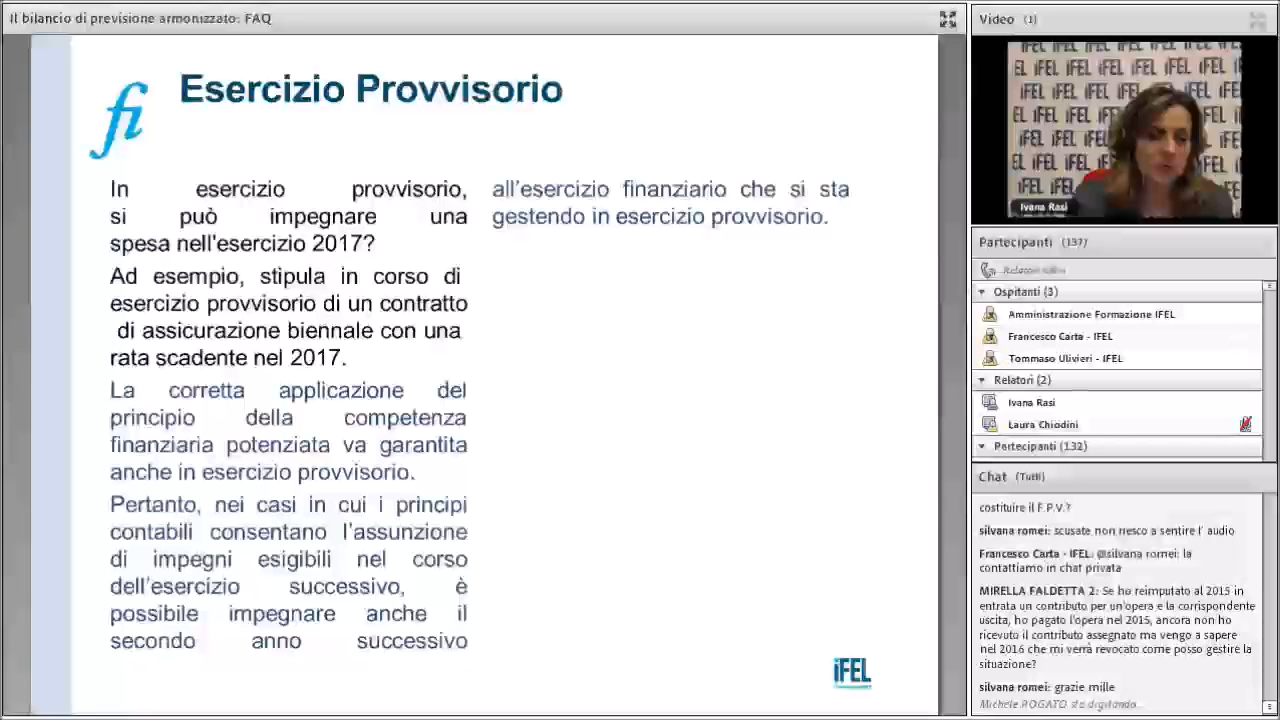 Il bilancio di previsione armonizzato: FAQ
fi
Esercizio Provvisorio
In esercizio provvisorio,
si può impegnare una
spesa nell'esercizio 2017?
Ad esempio, stipula in corso di
esercizio provvisorio di un contratto
di assicurazione biennale con una
rata scadente nel 2017.
La corretta applicazione del
principio della competenza
finanziaria potenziata va garantita
anche in esercizio provvisorio.
Pertanto, nei casi in cui i principi
contabili consentano l'assunzione
di impegni esigibili nel corso
dell'esercizio successivo, è
possibile impegnare anche il
secondo anno successivo
all'esercizio finanziario che si sta
gestendo in esercizio provvisorio.
iFEL
Video (1)
Ivana Rasi
Partecipanti (137)
Relatori attivi
Ospitanti (3)
Amministrazione Formazione IFEL
Francesco Carta - IFEL
Tommaso Ulivieri - IFEL
Relatori (2)
Ivana Rasi
Laura Chiodini
Partecipanti (132)
Chat (Tutti)
costituire il F.P.V.?
silvana romei: scusate non riesco a sentire l' audio
Francesco Carta - IFEL: @silvana romei: la
contattiamo in chat privata
MIRELLA FALDETTA 2: Se ho reimputato al 2015 in
entrata un contributo per un'opera e la corrispondente
uscita, ho pagato l'opera nel 2015, ancora non ho
ricevuto il contributo assegnato ma vengo a sapere
nel 2016 che mi verrà revocato come posso gestire la
situazione?
silvana romei: grazie mille
Michele ROGATO sta digitando...